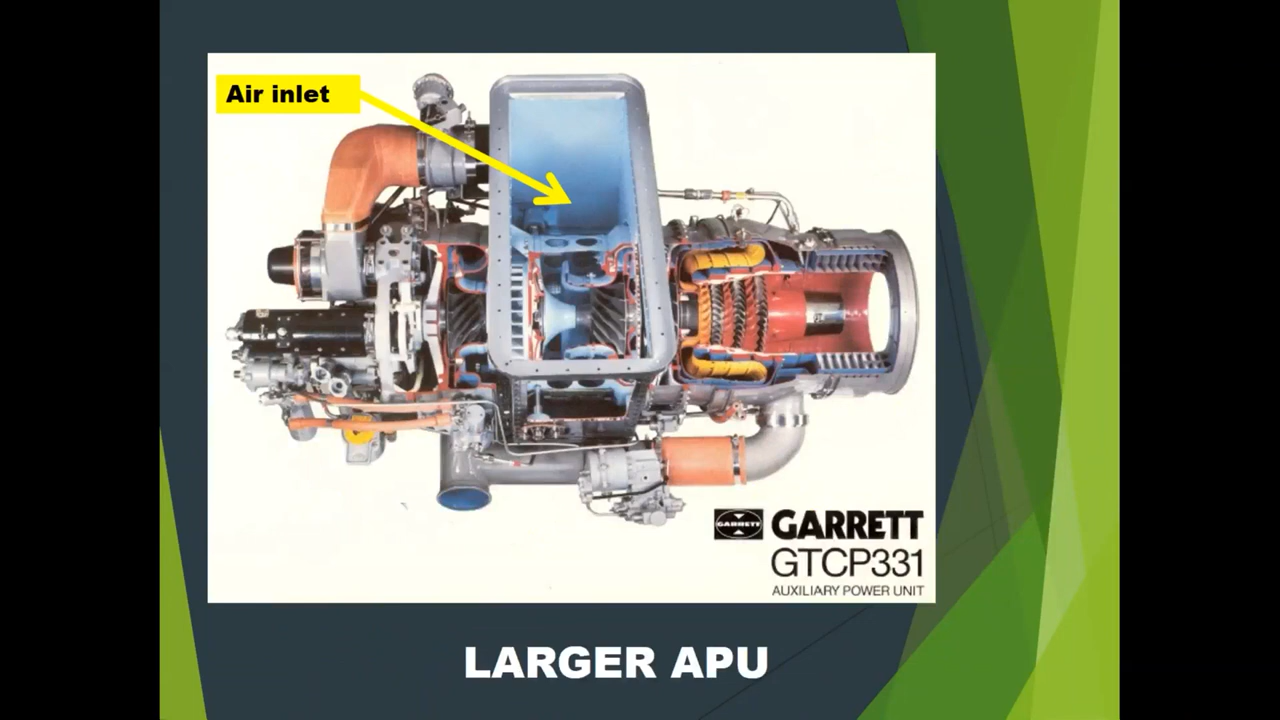 Air inlet
GARRETT
GARRETT
GTCP331
AUXILIARY POWER UNIT
LARGER APU